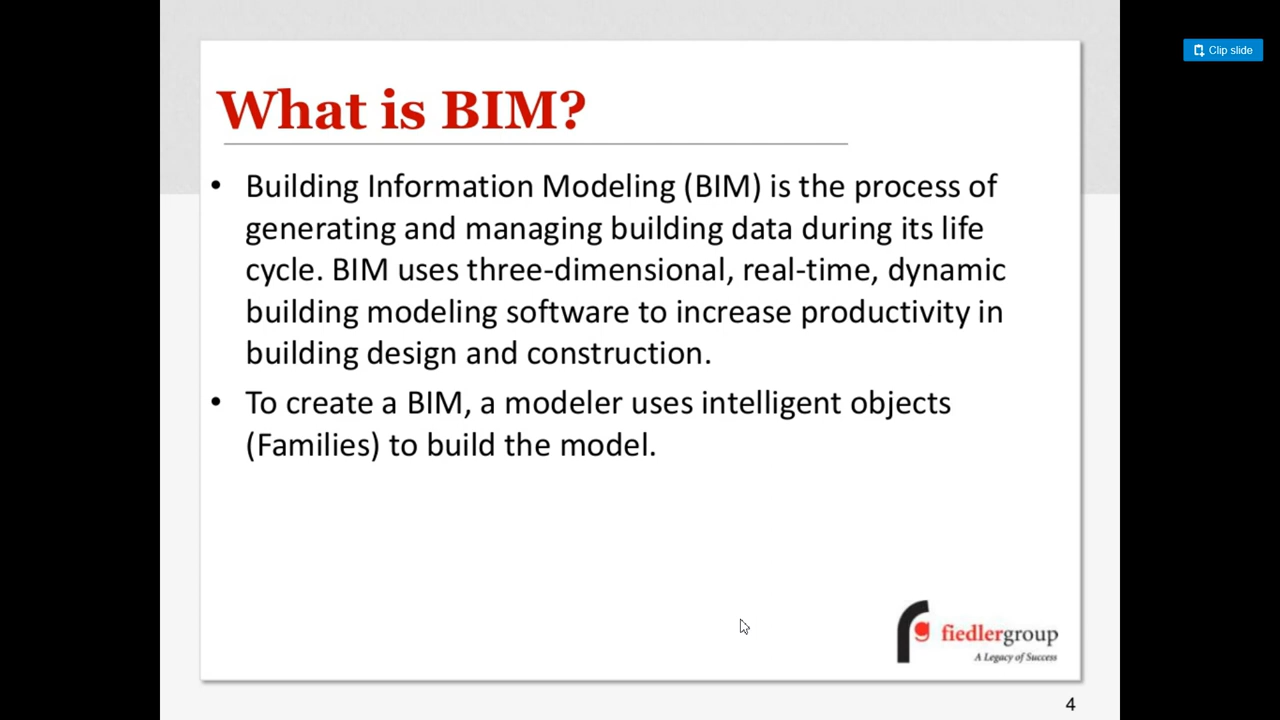 Clip slide
What is BIM?
• Building Information Modeling (BIM) is the process of
generating and managing building data during its life
cycle. BIM uses three-dimensional, real-time, dynamic
building modeling software to increase productivity in
building design and construction.
• To create a BIM, a modeler uses intelligent objects
(Families) to build the model.
fiedlergroup
A Legacy of Success
4